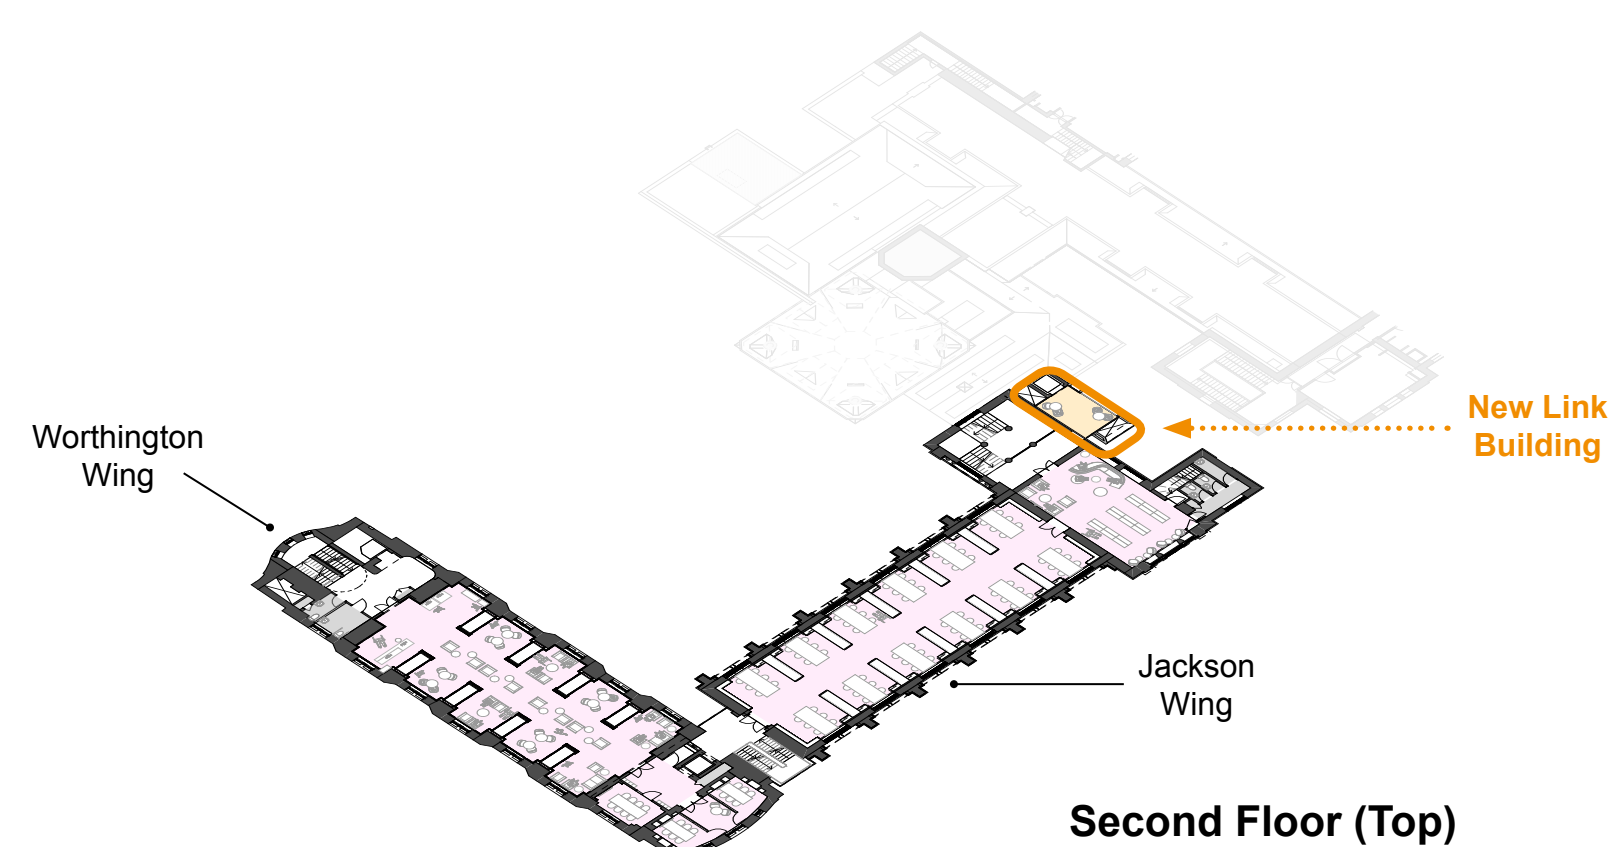 New Link
Building
Worthington
Wing
Jackson
Wing
Second Floor (Top)